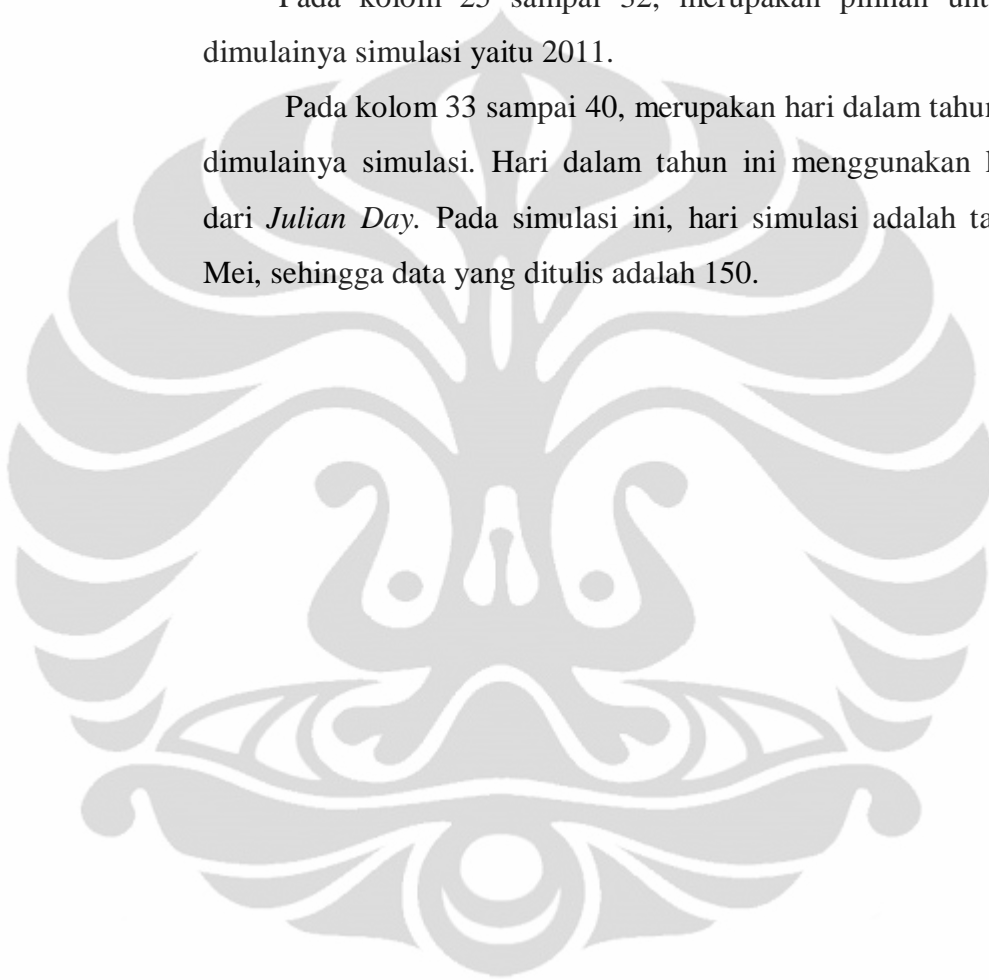 Pada kolom 25 sampai 32, merupakan pilihan
dimulainya simulasi yaitu 2011.
Pada kolom 33 sampai 40, merupakan hari dalam tahun
dimulainya simulasi. Hari dalam tahun ini menggunakan
dari Julian Day. Pada simulasi ini, hari simulasi adalah
Mei, sehingga data yang ditulis adalah 150.